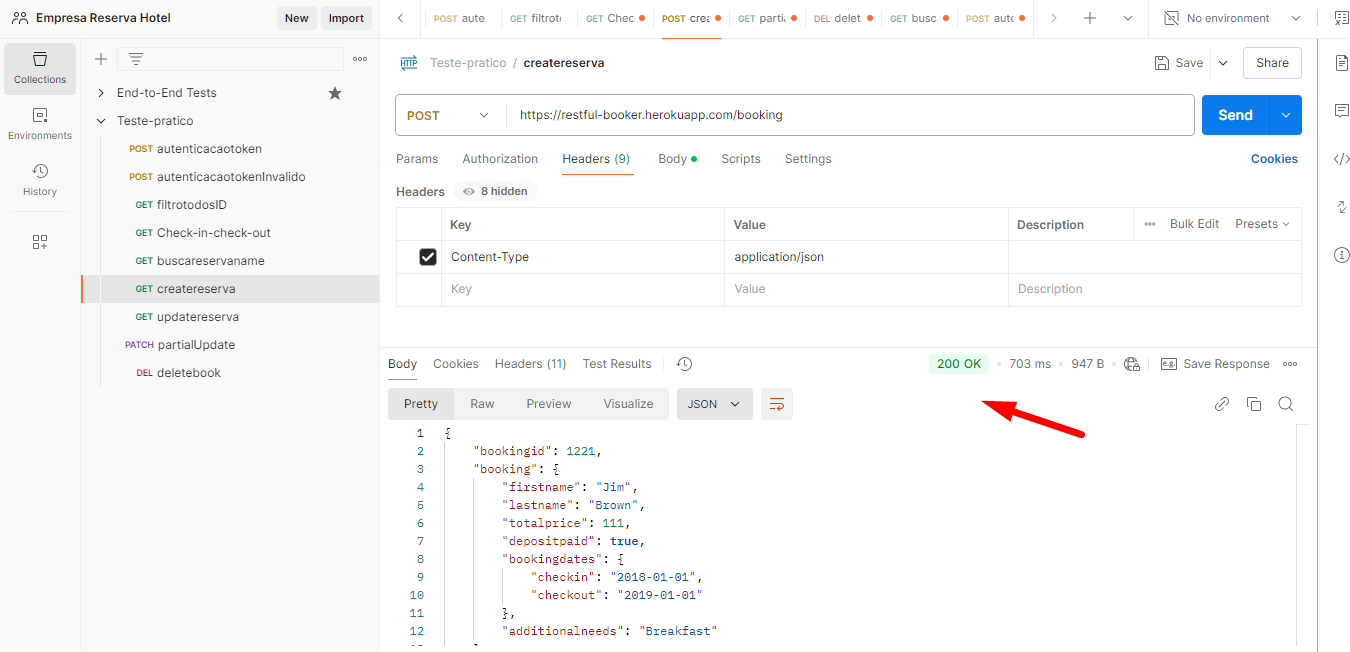 Empresa Reserva Hotel
New
Import
POST aute
GET filtrot
GET Chec
POST crea
GET parti
DEL delet
GET busc
POST aute
No environment
Collections
Environments
History
End-to-End Tests
Teste-pratico
POST autenticacaotoken
POST autenticacaotokenInvalido
GET filtrotodosID
GET Check-in-check-out
GET buscareservaname
GET createreserva
GET updatereserva
PATCH partialUpdate
DEL deletebook
HTTP Teste-pratico / createreserva
Save
Share
POST https://restful-booker.herokuapp.com/booking
Send
Params Authorization Headers (9) Body Scripts Settings
Cookies
Headers 8 hidden
Key Value Description Bulk Edit Presets
Content-Type application/json
Key Value Description
Body Cookies Headers (11) Test Results
200 OK 703 ms 947 B e.g. Save Response
Pretty Raw Preview Visualize JSON
1 {
2 "bookingid": 1221,
3 "booking": {
4 "firstname": "Jim",
5 "lastname": "Brown",
6 "totalprice": 111,
7 "depositpaid": true,
8 "bookingdates": {
9 "checkin": "2018-01-01",
10 "checkout": "2019-01-01"
11 },
12 "additionalneeds": "Breakfast"